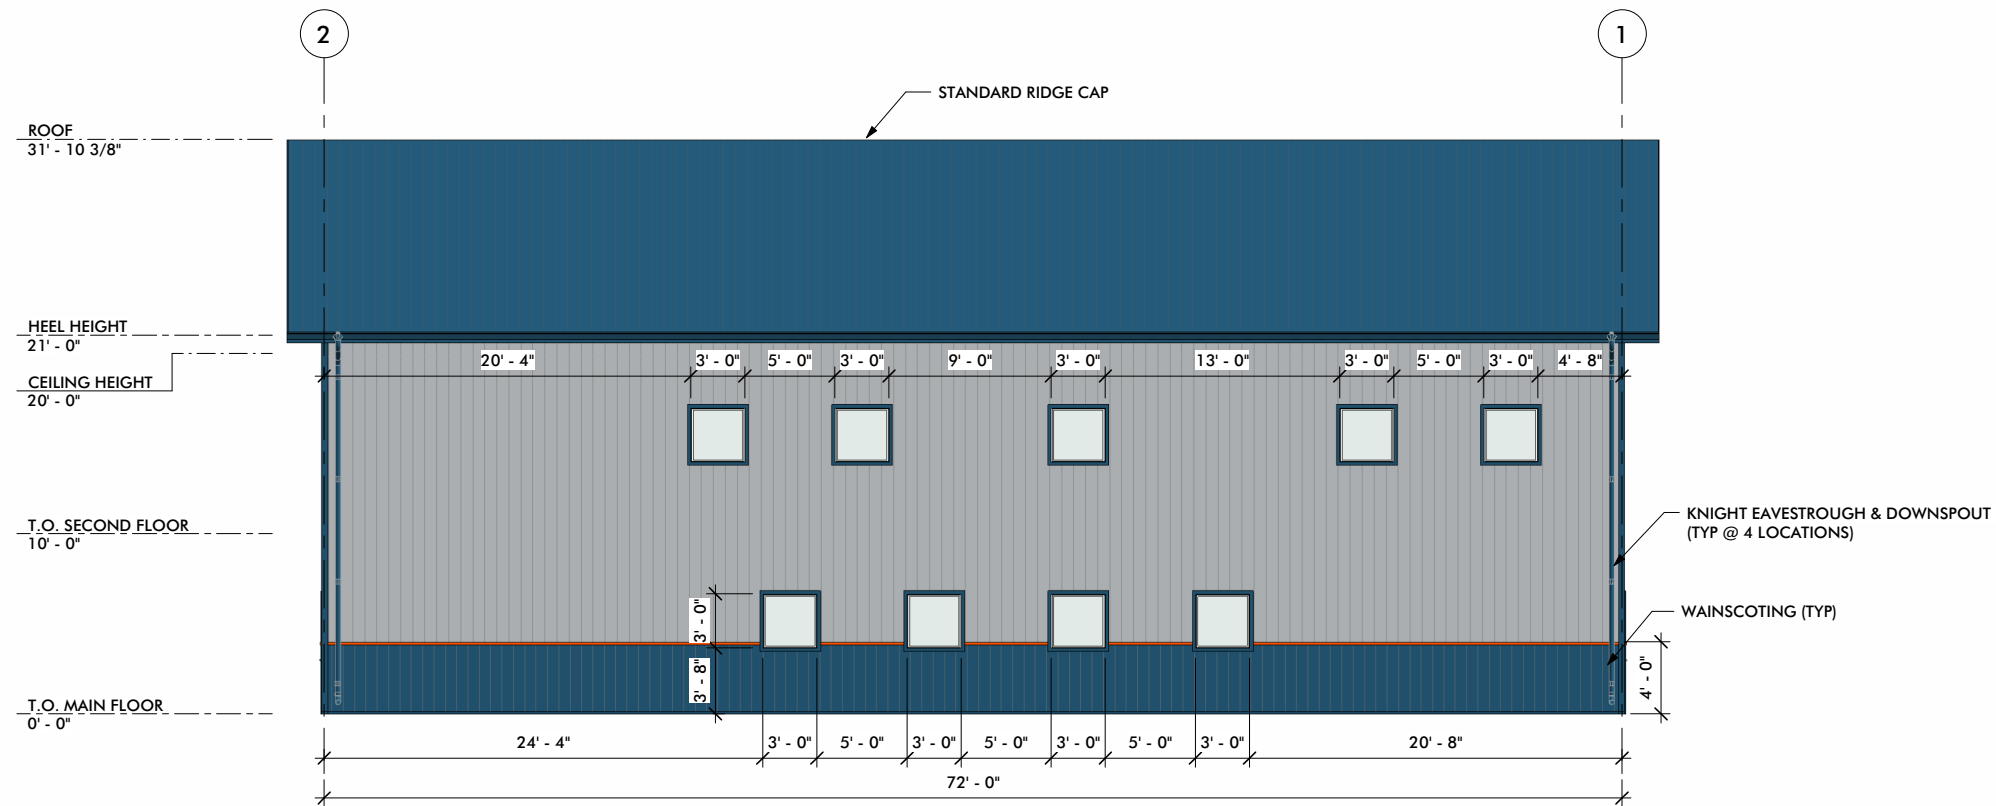 2
1
STANDARD RIDGE CAP
ROOF
31' - 10 3/8"
HEEL HEIGHT
21' - 0"
CEILING HEIGHT
20' - 0"
20' - 4" 3' - 0" 5' - 0" 3' - 0" 9' - 0" 3' - 0" 13' - 0" 3' - 0" 5' - 0" 3' - 0" 4' - 8"
T.O. SECOND FLOOR
10' - 0"
KNIGHT EAVESTROUGH & DOWNSPOUT
(TYP @ 4 LOCATIONS)
WAINSCOTING (TYP)
3' - 0"
3' - 8"
4' - 0"
T.O. MAIN FLOOR
0' - 0"
24' - 4" 3' - 0" 5' - 0" 3' - 0" 5' - 0" 3' - 0" 5' - 0" 3' - 0" 20' - 8"
72' - 0"